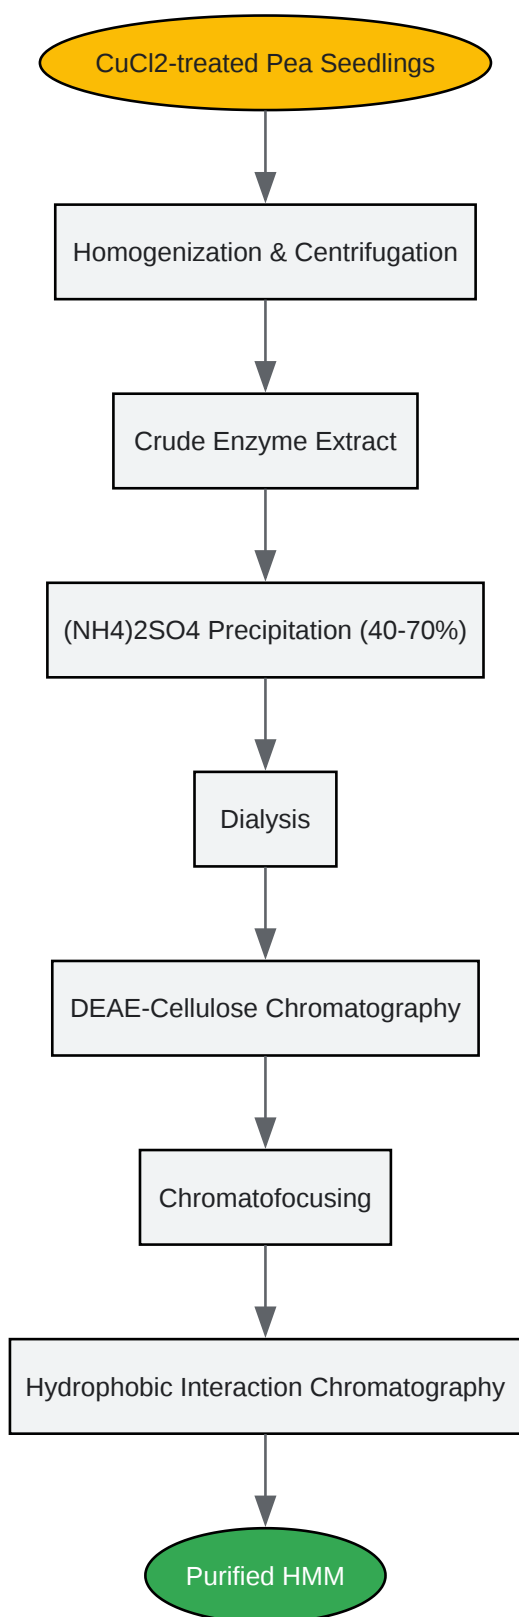 CuCl2-treated Pea Seedlings
Homogenization & Centrifugation
Crude Enzyme Extract
(NH4)2SO4 Precipitation (40-70%)
Dialysis
DEAE-Cellulose Chromatography
Chromatofocusing
Hydrophobic Interaction Chromatography
Purified HMM